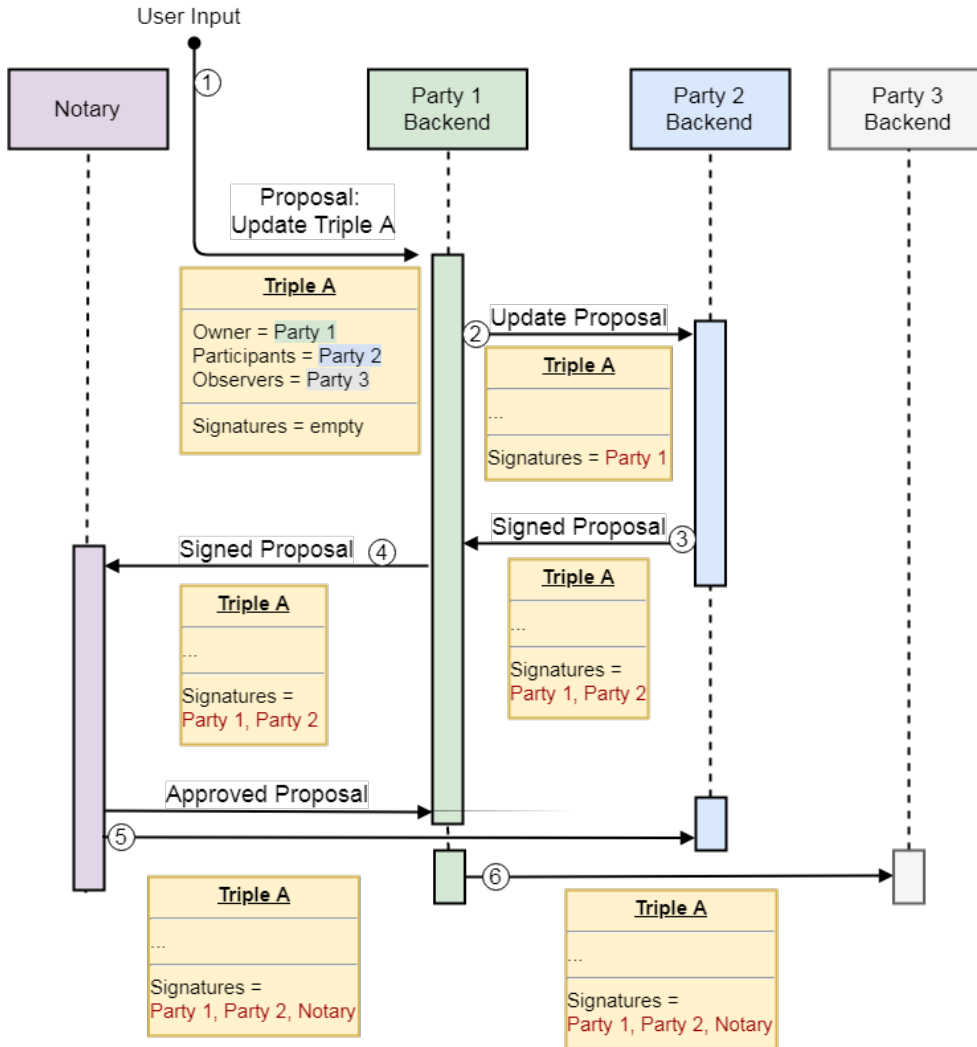 User Input
1
Notary
Party 1
Backend
Party 2
Backend
Party 3
Backend
Proposal:
Update Triple A
Triple A
Owner = Party 1
Participants = Party 2
Observers = Party 3
Signatures = empty
2
Update Proposal
Triple A
...
Signatures = Party 1
Signed Proposal
3
Triple A
...
Signatures =
Party 1, Party 2
Signed Proposal
4
Triple A
...
Signatures =
Party 1, Party 2
Approved Proposal
5
Triple A
...
Signatures =
Party 1, Party 2, Notary
6
Triple A
...
Signatures =
Party 1, Party 2, Notary